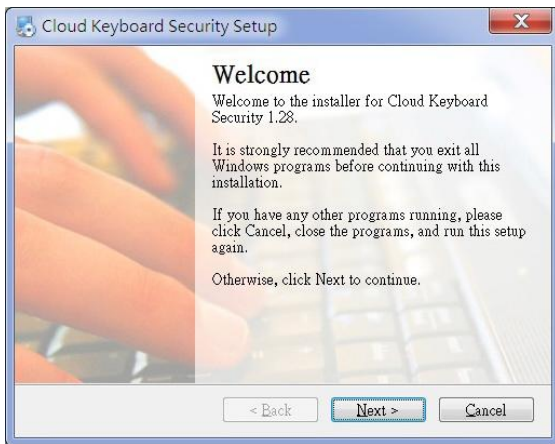 Cloud Keyboard Security Setup
Welcome
Welcome to the installer for Cloud Keyboard
Security 1.28.
It is strongly recommended that you exit all
Windows programs before continuing with this
installation.
If you have any other programs running, please
click Cancel, close the programs, and run this setup
again.
Otherwise, click Next to continue.
< Back Next > Cancel